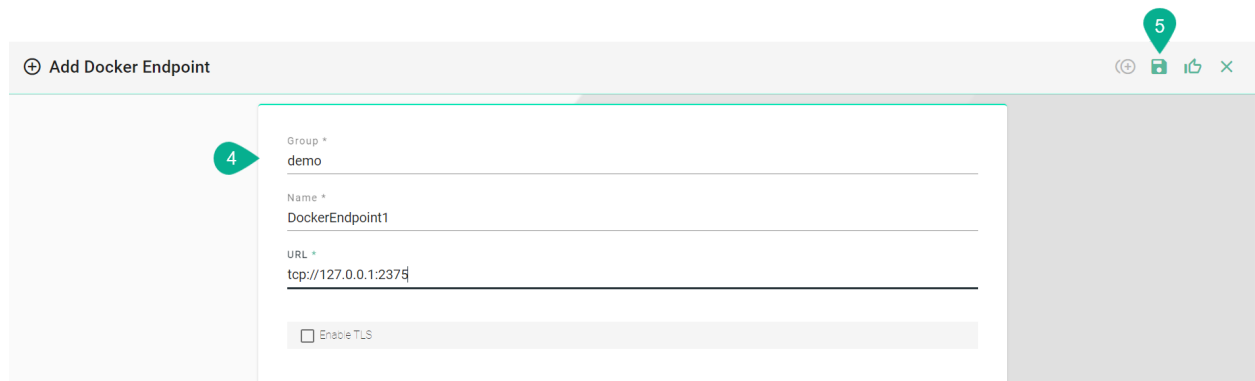 5
Add Docker Endpoint
Group *
4
demo
Name *
DockerEndpoint1
URL *
tcp://127.0.0.1:2375
Enable TLS